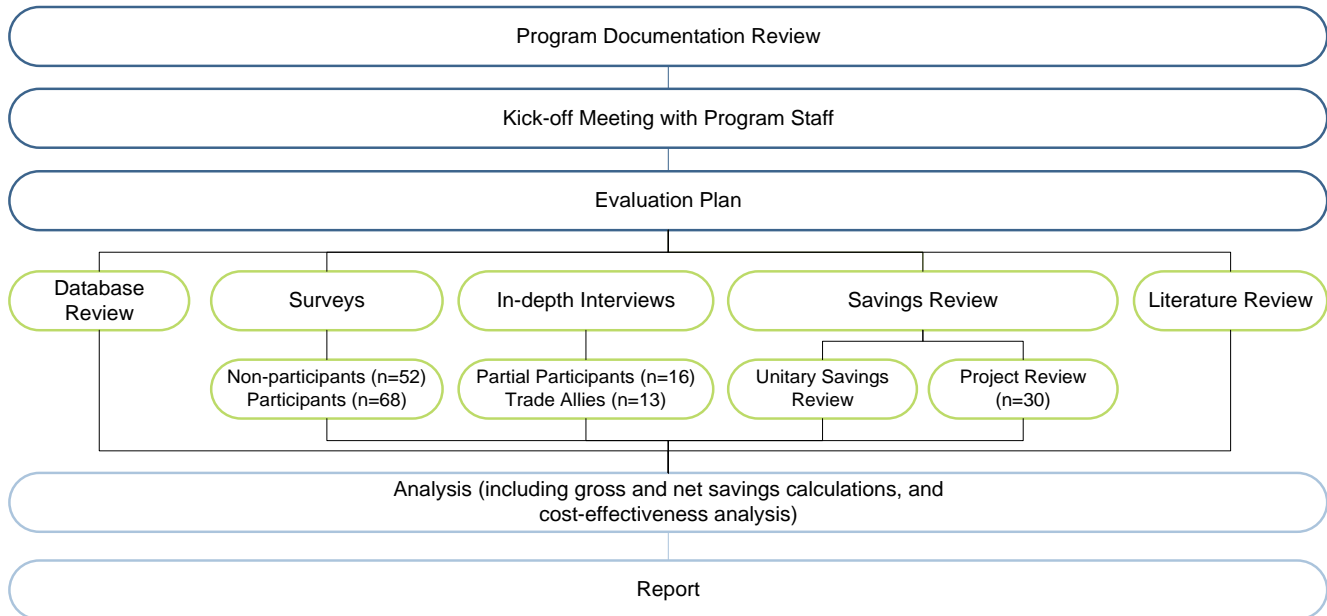 Program Documentation Review
Kick-off Meeting with Program Staff
Evaluation Plan
Database
Review
Surveys
In-depth Interviews
Savings Review
Literature Review
Non-participants (n=52)
Participants (n=68)
Partial Participants (n=16)
Trade Allies (n=13)
Unitary Savings
Review
Project Review
(n=30)
Analysis (including gross and net savings calculations, and
cost-effectiveness analysis)
Report